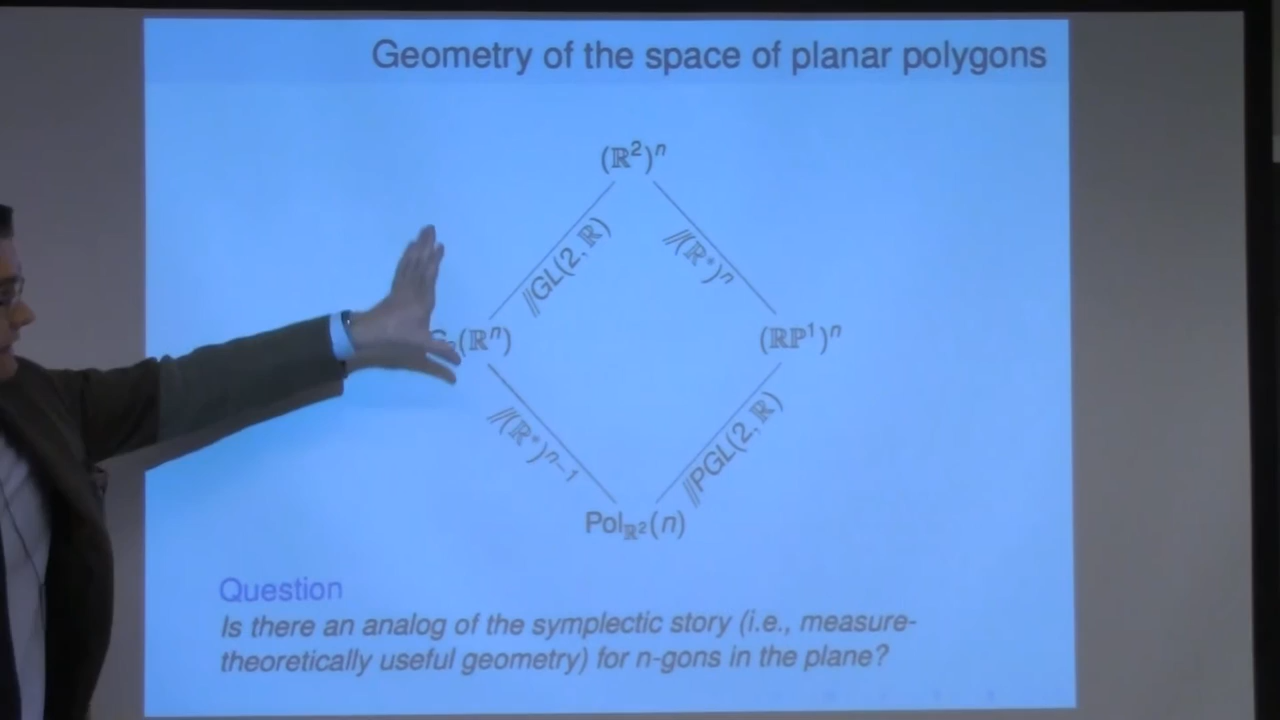 Geometry of the space of planar polygons
(ℝ²)ⁿ
//GL(2, ℝ)
//(ℝ*)ⁿ
(ℝⁿ)
(ℝP¹)ⁿ
//(ℝ*)ⁿ⁻¹
//PGL(2, ℝ)
Pol_ℝ²(n)
Question
Is there an analog of the symplectic story (i.e., measure-
theoretically useful geometry) for n-gons in the plane?